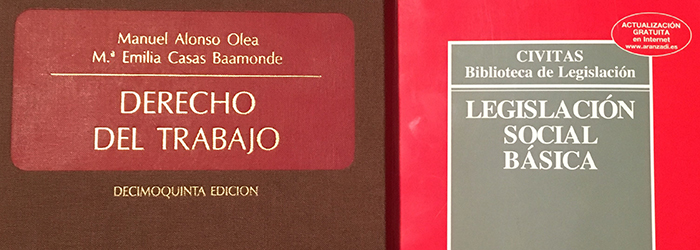 Manuel Alonso Olea
M.ª Emilia Casas Baamonde
DERECHO
DEL TRABAJO
DECIMOQUINTA EDICION
ACTUALIZACIÓN
GRATUITA
en Internet
www.aranzadi.es
CIVITAS
Biblioteca de Legislación
LEGISLACIÓN
SOCIAL
BÁSICA